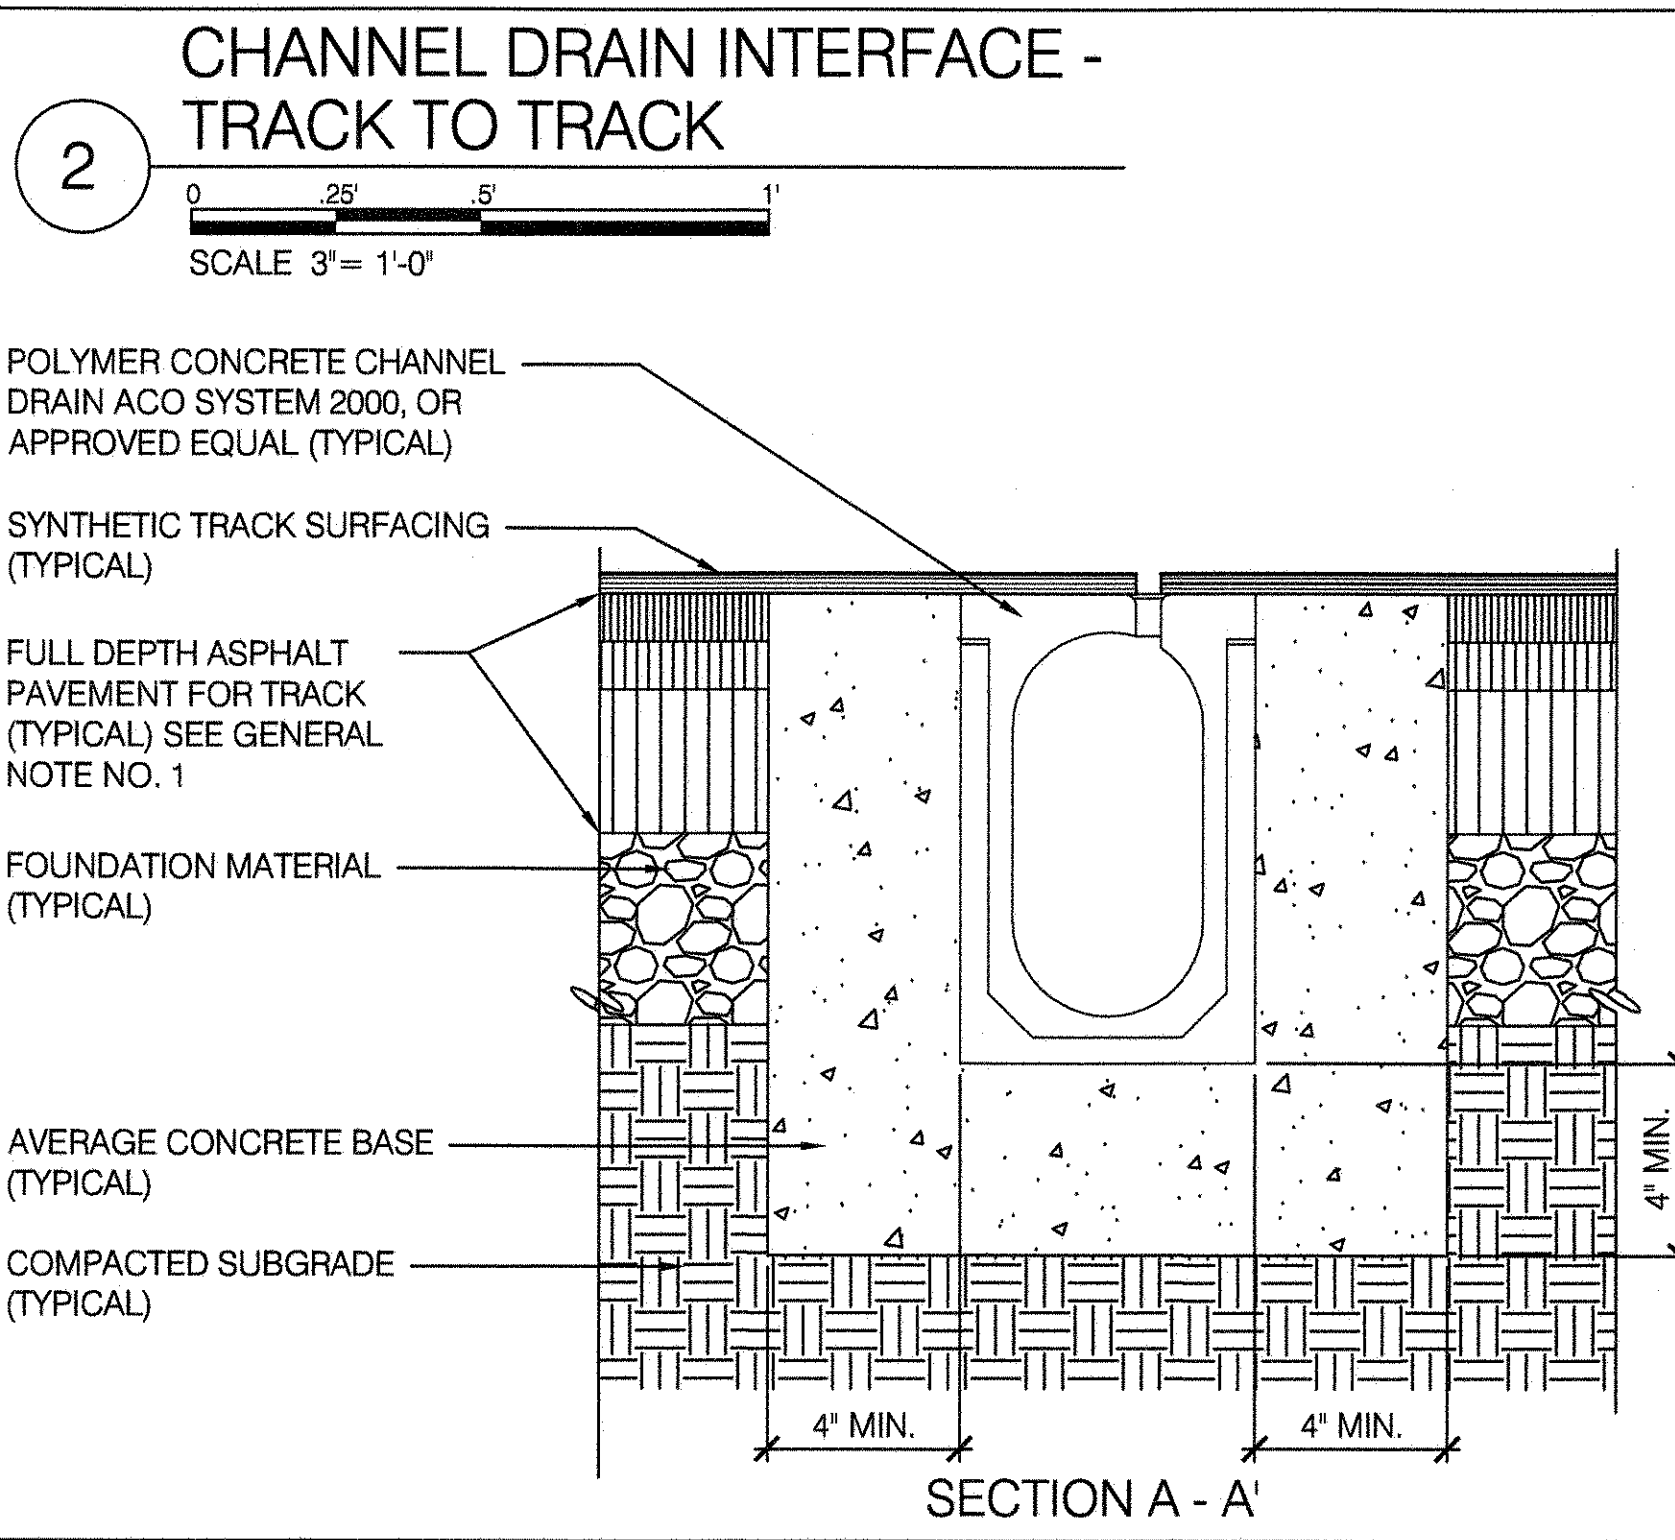 CHANNEL DRAIN INTERFACE -
TRACK TO TRACK
2
0 .25' .5' 1'
SCALE 3"= 1'-0"
POLYMER CONCRETE CHANNEL
DRAIN ACO SYSTEM 2000, OR
APPROVED EQUAL (TYPICAL)
SYNTHETIC TRACK SURFACING
(TYPICAL)
FULL DEPTH ASPHALT
PAVEMENT FOR TRACK
(TYPICAL) SEE GENERAL
NOTE NO. 1
FOUNDATION MATERIAL
(TYPICAL)
AVERAGE CONCRETE BASE
(TYPICAL)
4" MIN.
COMPACTED SUBGRADE
(TYPICAL)
4" MIN. 4" MIN.
SECTION A - A'